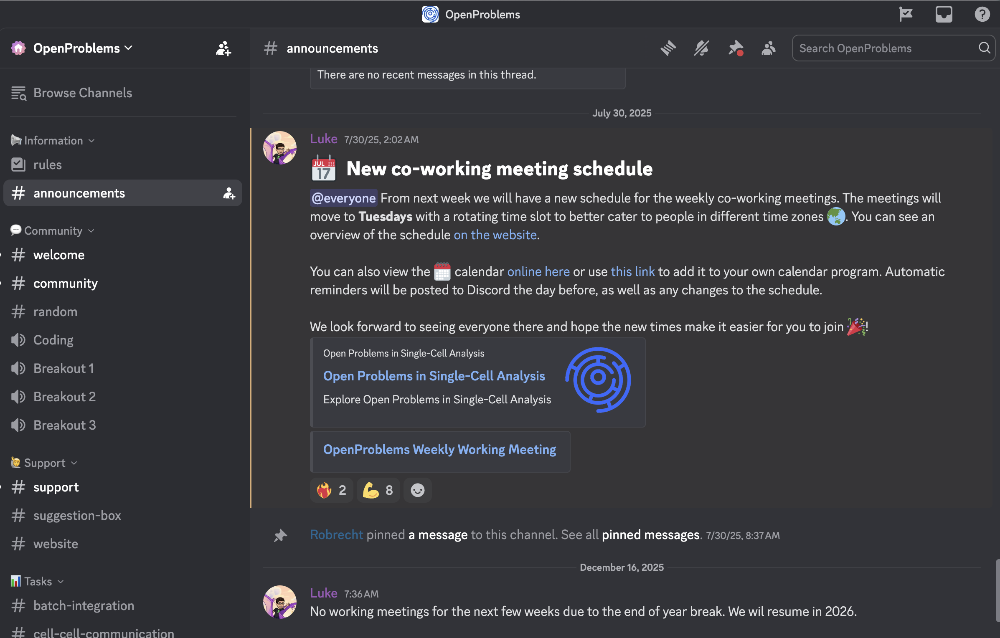 OpenProblems
OpenProblems
Browse Channels
Information
rules
announcements
Community
welcome
community
random
Coding
Breakout 1
Breakout 2
Breakout 3
Support
support
suggestion-box
website
Tasks
batch-integration
cell-cell-communication
announcements
Search OpenProblems
There are no recent messages in this thread.
July 30, 2025
Luke 7/30/25, 2:02 AM
JUL 17 New co-working meeting schedule
@everyone From next week we will have a new schedule for the weekly co-working meetings. The meetings will
move to Tuesdays with a rotating time slot to better cater to people in different time zones 🌏. You can see an
overview of the schedule on the website.
You can also view the 🗓️ calendar online here or use this link to add it to your own calendar program. Automatic
reminders will be posted to Discord the day before, as well as any changes to the schedule.
We look forward to seeing everyone there and hope the new times make it easier for you to join 🎉!
Open Problems in Single-Cell Analysis
Open Problems in Single-Cell Analysis
Explore Open Problems in Single-Cell Analysis
OpenProblems Weekly Working Meeting
2 8
Robrecht pinned a message to this channel. See all pinned messages. 7/30/25, 8:37 AM
December 16, 2025
Luke 7:36 AM
No working meetings for the next few weeks due to the end of year break. We wil resume in 2026.